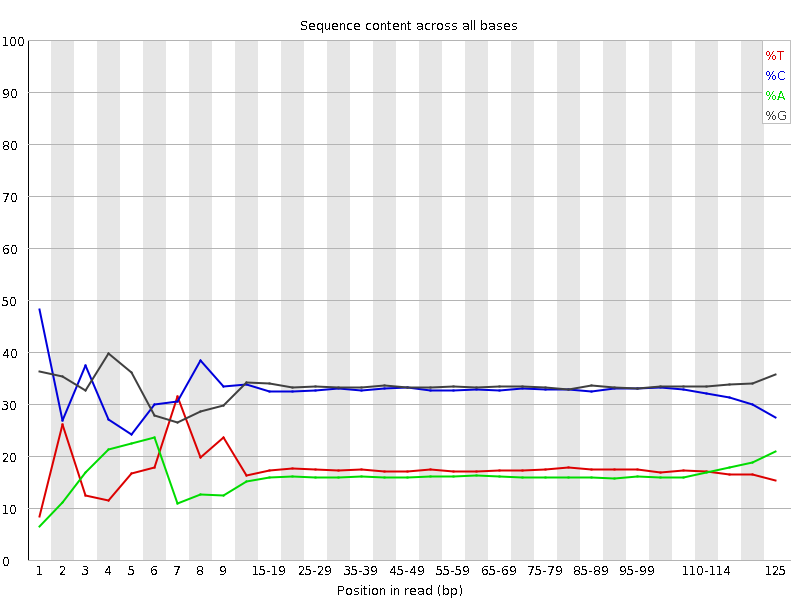 Sequence content across all bases
%T
%C
%A
%G
100
90
80
70
60
50
40
30
20
10
0
1 2 3 4 5 6 7 8 9 15-19 25-29 35-39 45-49 55-59 65-69 75-79 85-89 95-99 110-114 125
Position in read (bp)